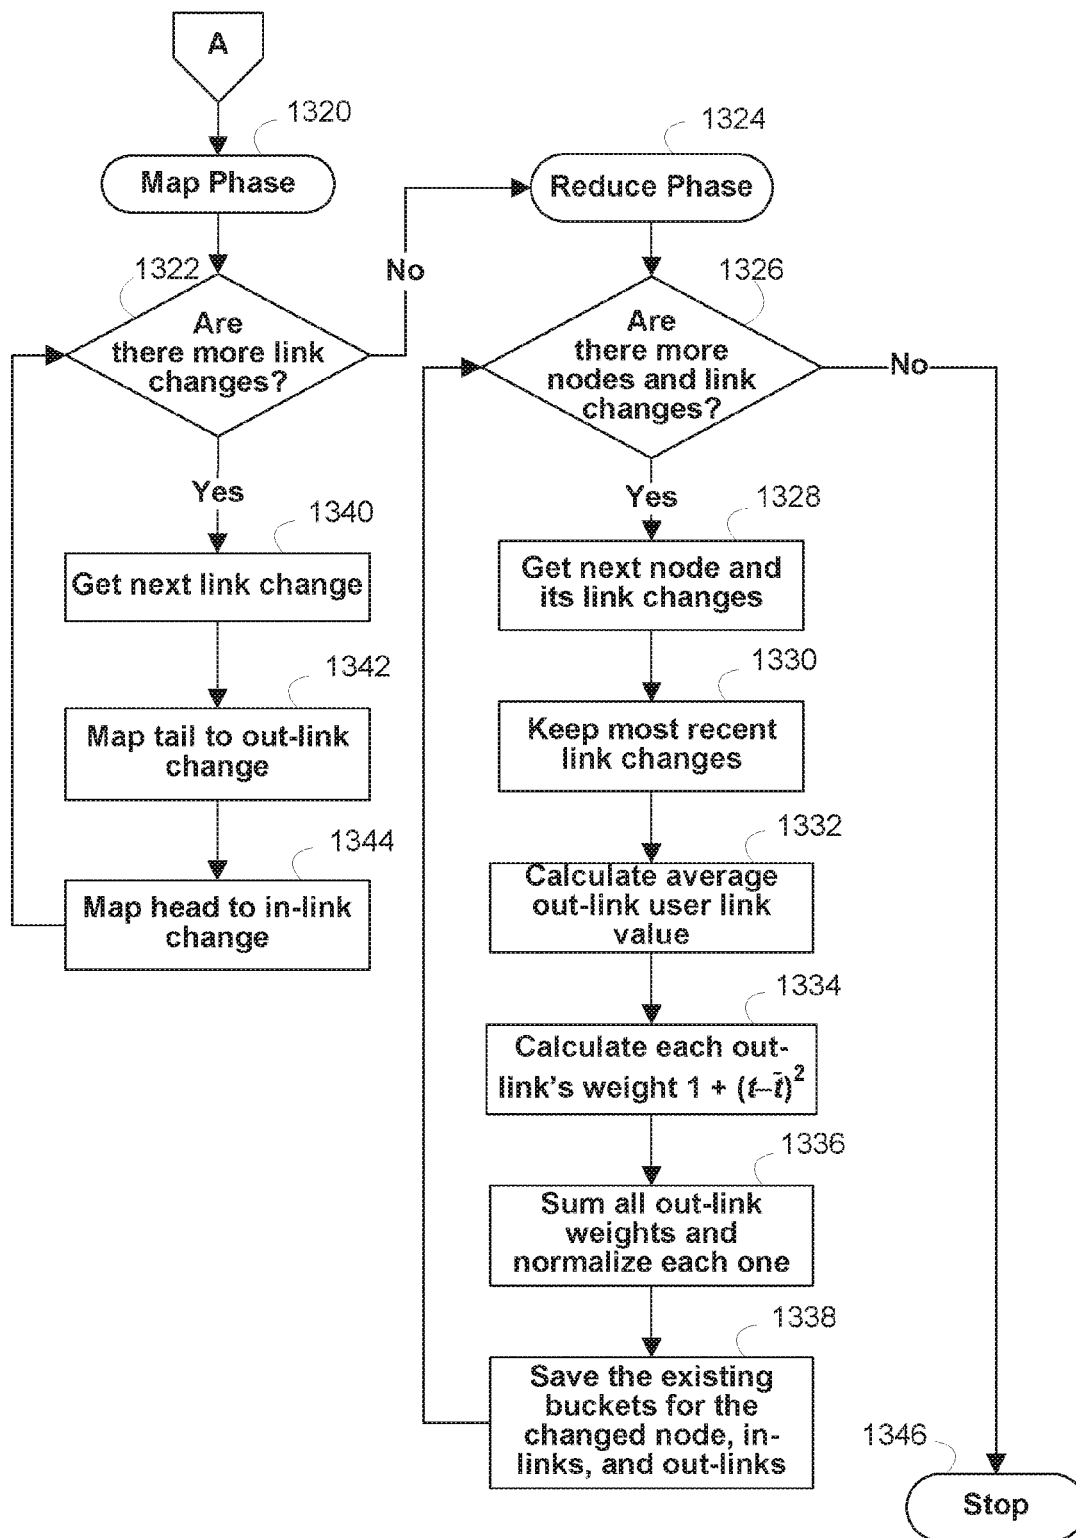 A
1320
Map Phase
1322
Are
there more link
changes?
No
Yes
1340
Get next link change
1342
Map tail to out-link
change
1344
Map head to in-link
change
1324
Reduce Phase
1326
Are
there more
nodes and link
changes?
No
Yes
1328
Get next node and
its link changes
1330
Keep most recent
link changes
1332
Calculate average
out-link user link
value
1334
Calculate each out-
link's weight 1 + (t–t̄)²
1336
Sum all out-link
weights and
normalize each one
1338
Save the existing
buckets for the
changed node, in-
links, and out-links
1346
Stop